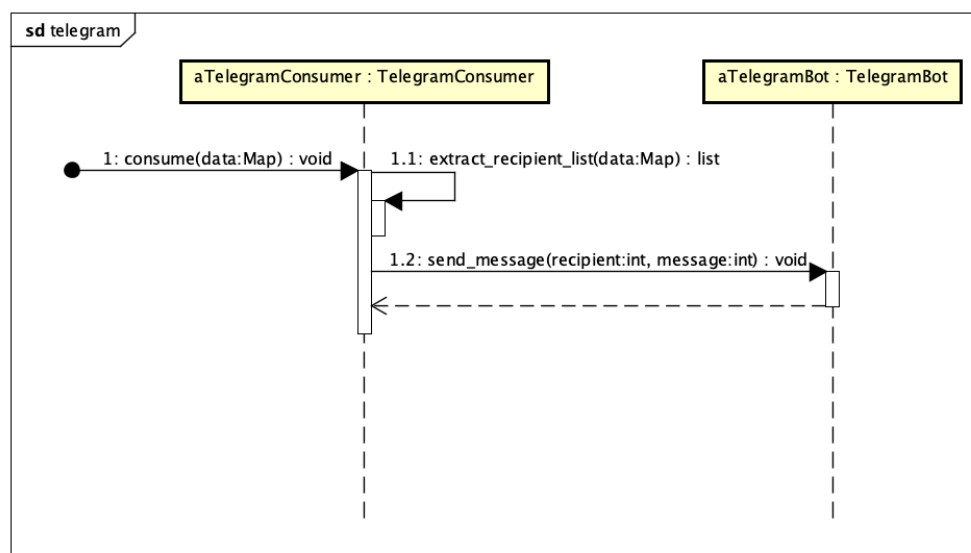 sd telegram
aTelegramConsumer : TelegramConsumer
aTelegramBot : TelegramBot
1: consume(data:Map) : void
1.1: extract_recipient_list(data:Map) : list
1.2: send_message(recipient:int, message:int) : void